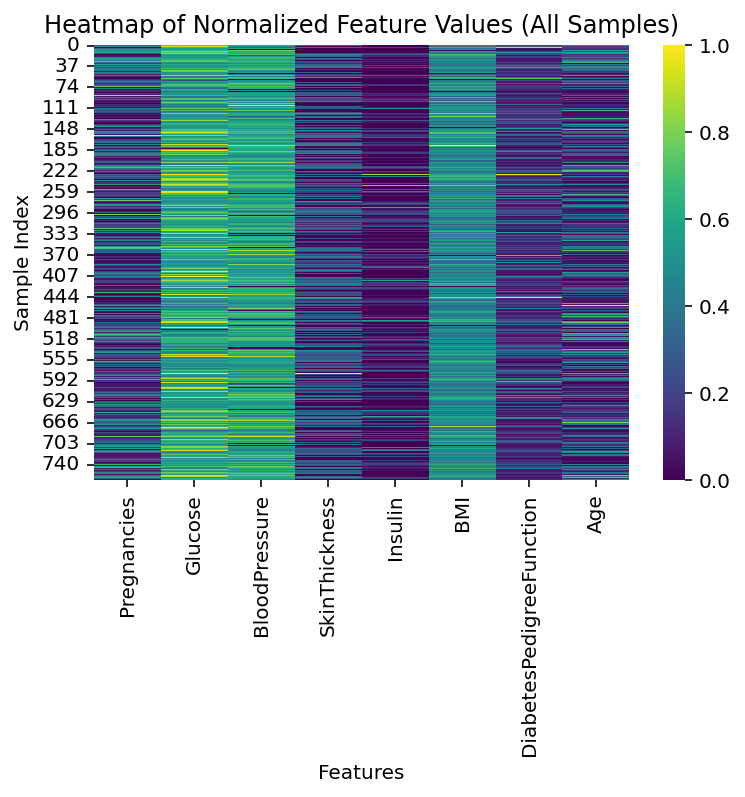 Heatmap of Normalized Feature Values (All Samples)
0
37
74
111
148
185
222
259
296
333
370
407
444
481
518
555
592
629
666
703
740
Sample Index
Pregnancies
Glucose
BloodPressure
SkinThickness
Insulin
BMI
DiabetesPedigreeFunction
Age
Features
1.0
0.8
0.6
0.4
0.2
0.0